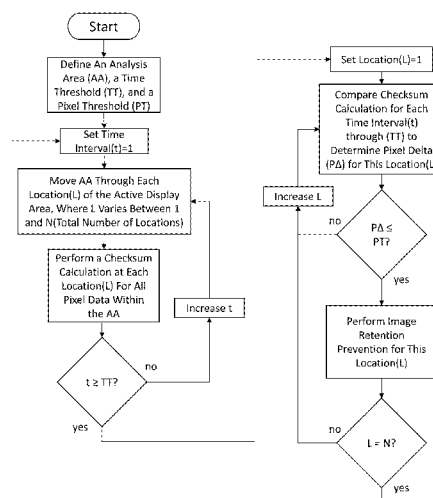 Start
Define An Analysis
Area (AA), a Time
Threshold (TT), and a
Pixel Threshold (PT)
Set Time
Interval(t)=1
Move AA Through Each
Location(L) of the Active Display
Area, Where 1 Varies Between 1
and N(Total Number of Locations)
Perform a Checksum
Calculation at Each
Location(L) For All
Pixel Data Within
the AA
Increase t
t ≥ TT?
no
yes
Set Location(L)=1
Compare Checksum
Calculation for Each
Time Interval(t)
through (TT) to
Determine Pixel Delta
(PΔ) for This Location(L
Increase L
no
PΔ ≤
PT?
yes
Perform Image
Retention
Prevention for This
Location(L)
no
L = N?
yes